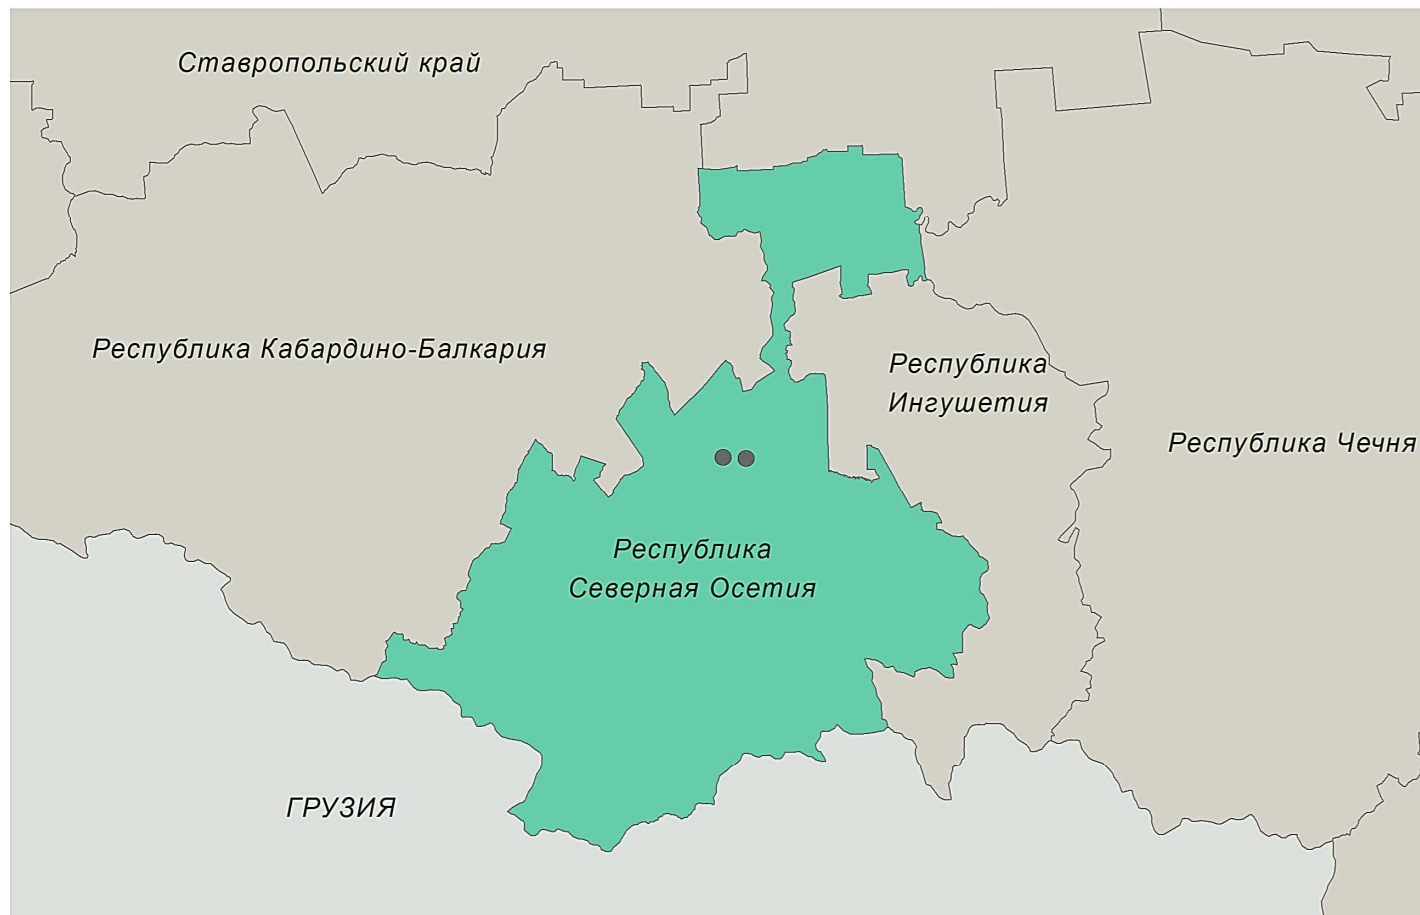 Ставропольский край
Республика Кабардино-Балкария
Республика
Ингушетия
Республика Чечня
Республика
Северная Осетия
ГРУЗИЯ